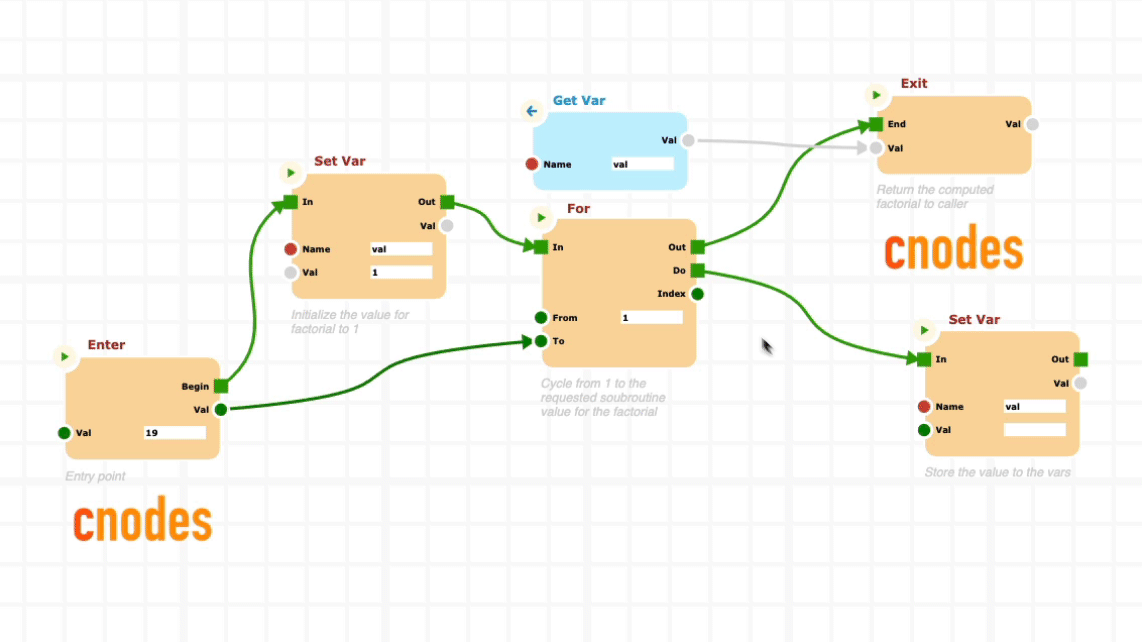 Exit
End
Val
Val
Return the computed
factorial to caller
cnodes
Get Var
Val
Name
val
Set Var
In
Out
Val
Name
val
Val
1
Initialize the value for
factorial to 1
For
In
Out
Do
Index
From
1
To
Cycle from 1 to the
requested soubroutine
value for the factorial
Set Var
In
Out
Val
Name
val
Val
Store the value to the vars
Enter
Begin
Val
Val
19
Entry point
cnodes